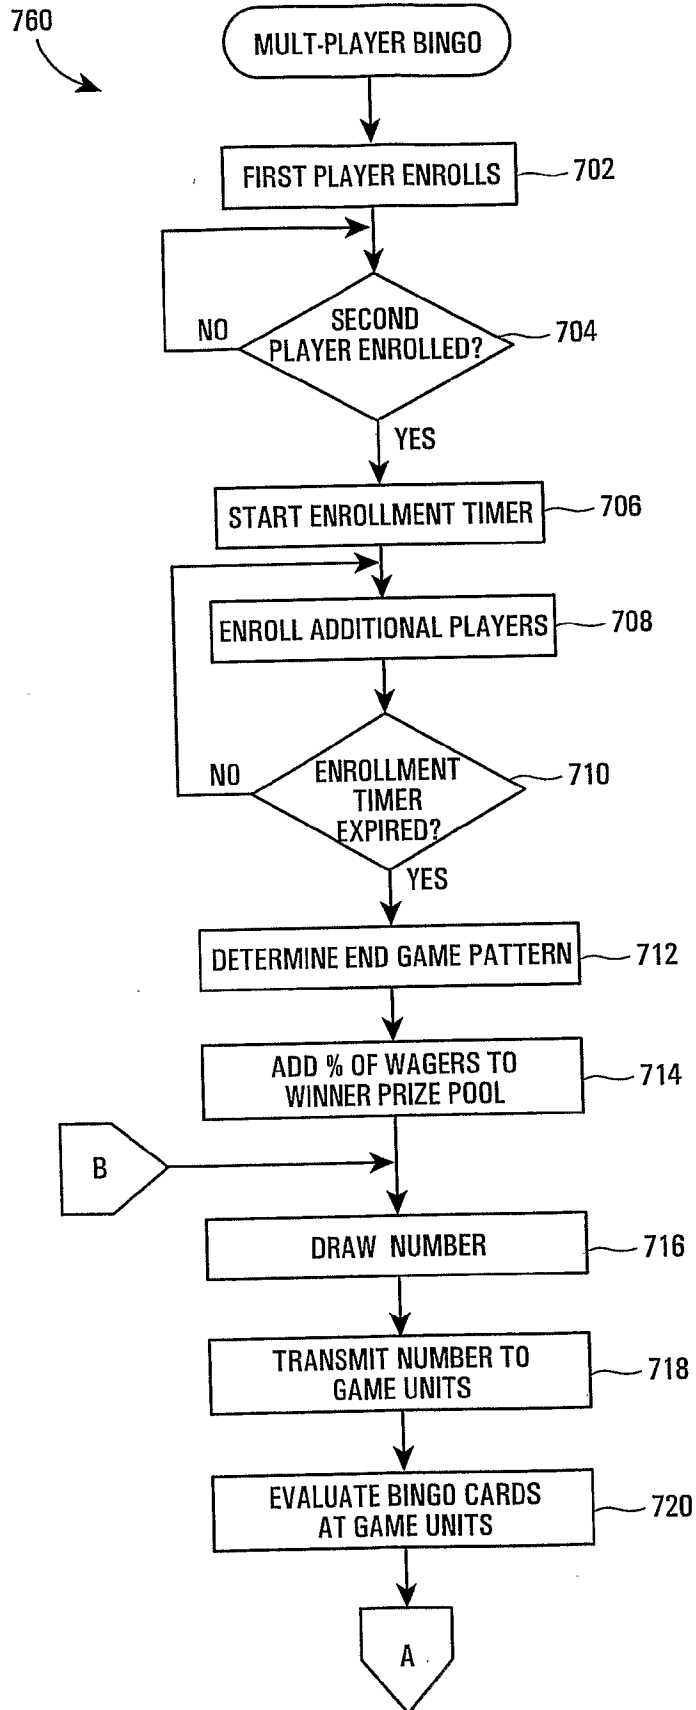 760
MULT-PLAYER BINGO
FIRST PLAYER ENROLLS
702
SECOND
PLAYER ENROLLED?
704
NO
YES
START ENROLLMENT TIMER
706
ENROLL ADDITIONAL PLAYERS
708
ENROLLMENT
TIMER
EXPIRED?
710
NO
YES
DETERMINE END GAME PATTERN
712
ADD % OF WAGERS TO
WINNER PRIZE POOL
714
B
DRAW NUMBER
716
TRANSMIT NUMBER TO
GAME UNITS
718
EVALUATE BINGO CARDS
AT GAME UNITS
720
A